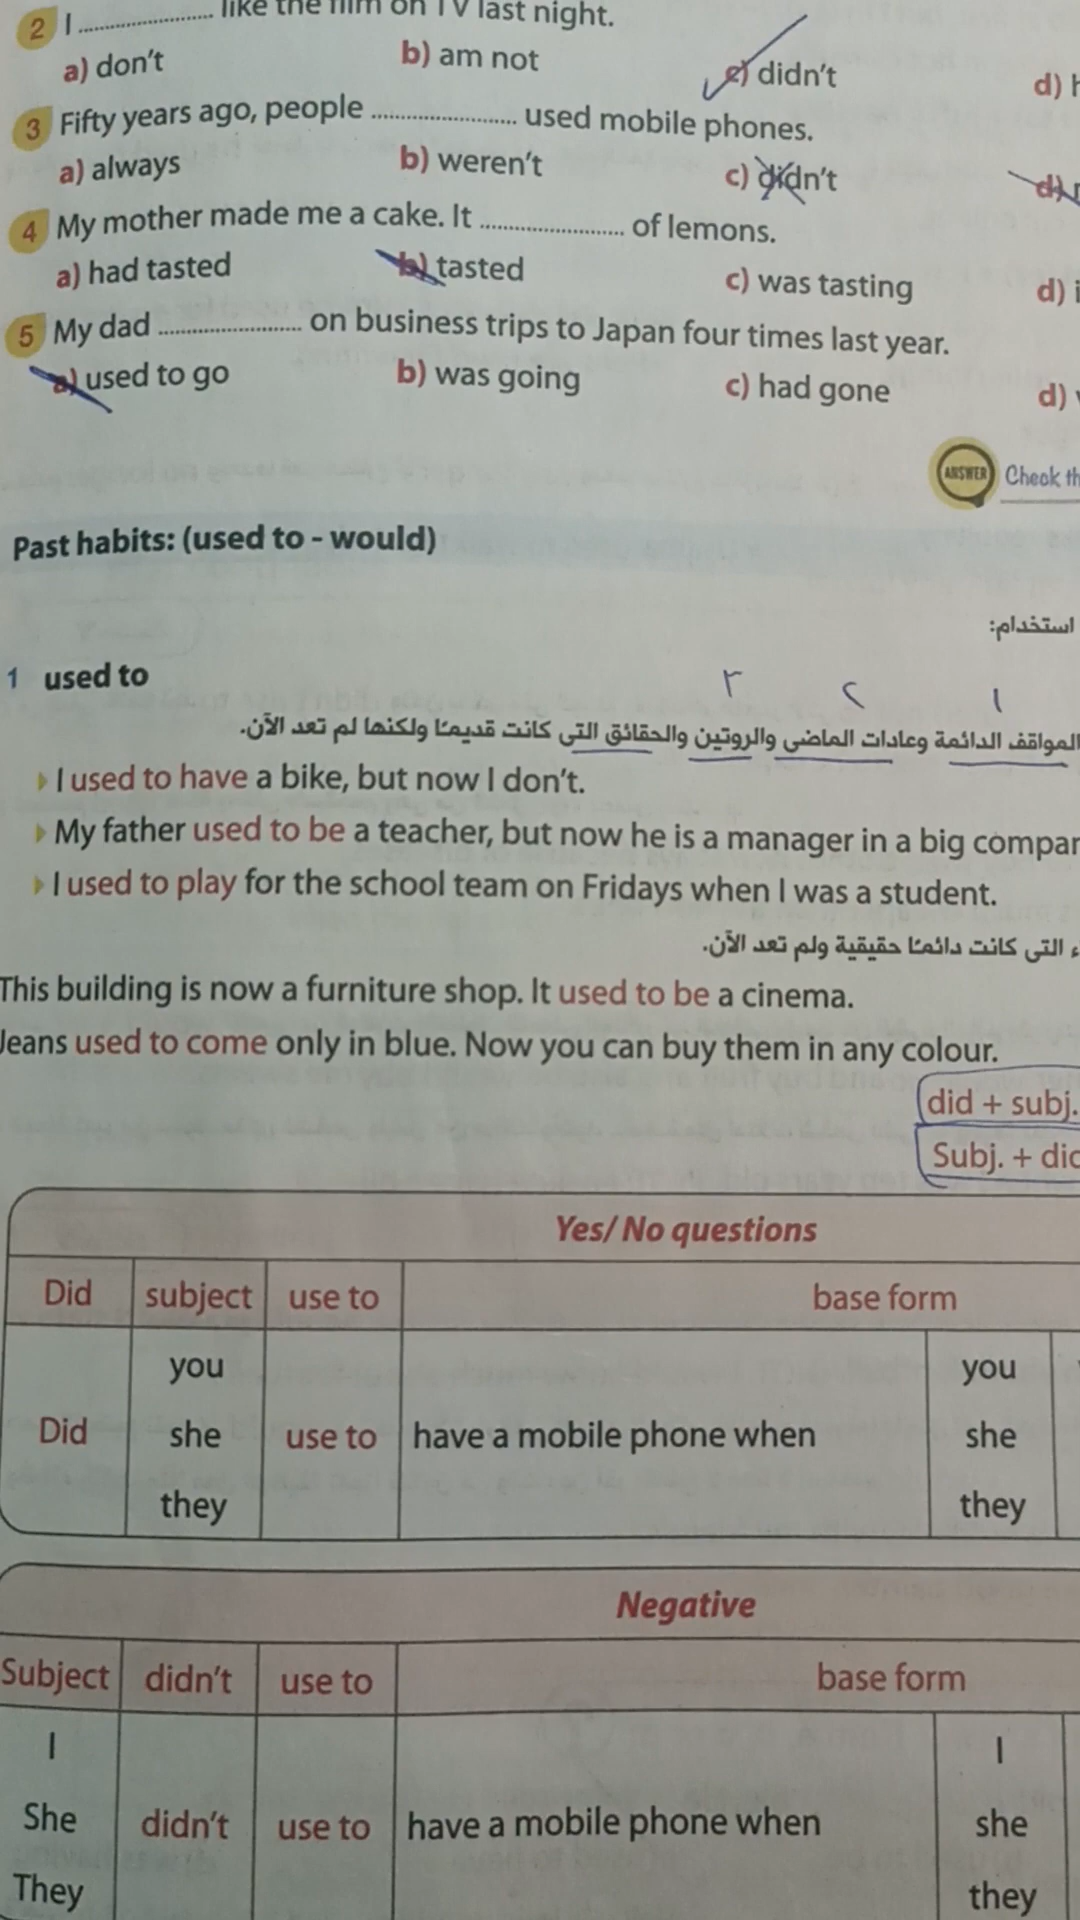 2 I .................... like the film on TV last night.
a) don't b) am not c) didn't d)
3 Fifty years ago, people .................... used mobile phones.
a) always b) weren't c) didn't d)
4 My mother made me a cake. It .................... of lemons.
a) had tasted b) tasted c) was tasting d)
5 My dad .................... on business trips to Japan four times last year.
a) used to go b) was going c) had gone d)
ANSWER Check
Past habits: (used to - would)
استخدام:
1 used to
٣ ٢ ١
المواقف الدائمة وعادات الماضى والروتين والحقائق التى كانت قديمًا ولكنها لم تعد الآن.
I used to have a bike, but now I don't.
My father used to be a teacher, but now he is a manager in a big
I used to play for the school team on Fridays when I was a student.
التى كانت دائمًا حقيقية ولم تعد الآن.
This building is now a furniture shop. It used to be a cinema.
Jeans used to come only in blue. Now you can buy them in any colour.
did + subj.
Subj. +
Yes/ No questions
Did subject use to base form
you you
Did she use to have a mobile phone when she
they they
Negative
Subject didn't use to base form
I I
She didn't use to have a mobile phone when she
They they